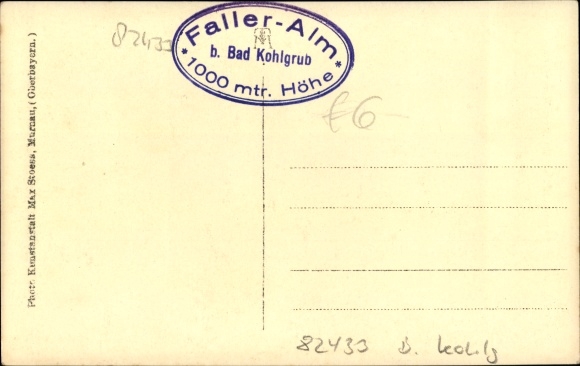 82433
* Faller-Alm *
b. Bad Kohlgrub
1000 mtr. Höhe
€6-
Photo Kunstanstalt Max Stoess, Murnau, (Oberbayern.)
82433 B. Kohlg